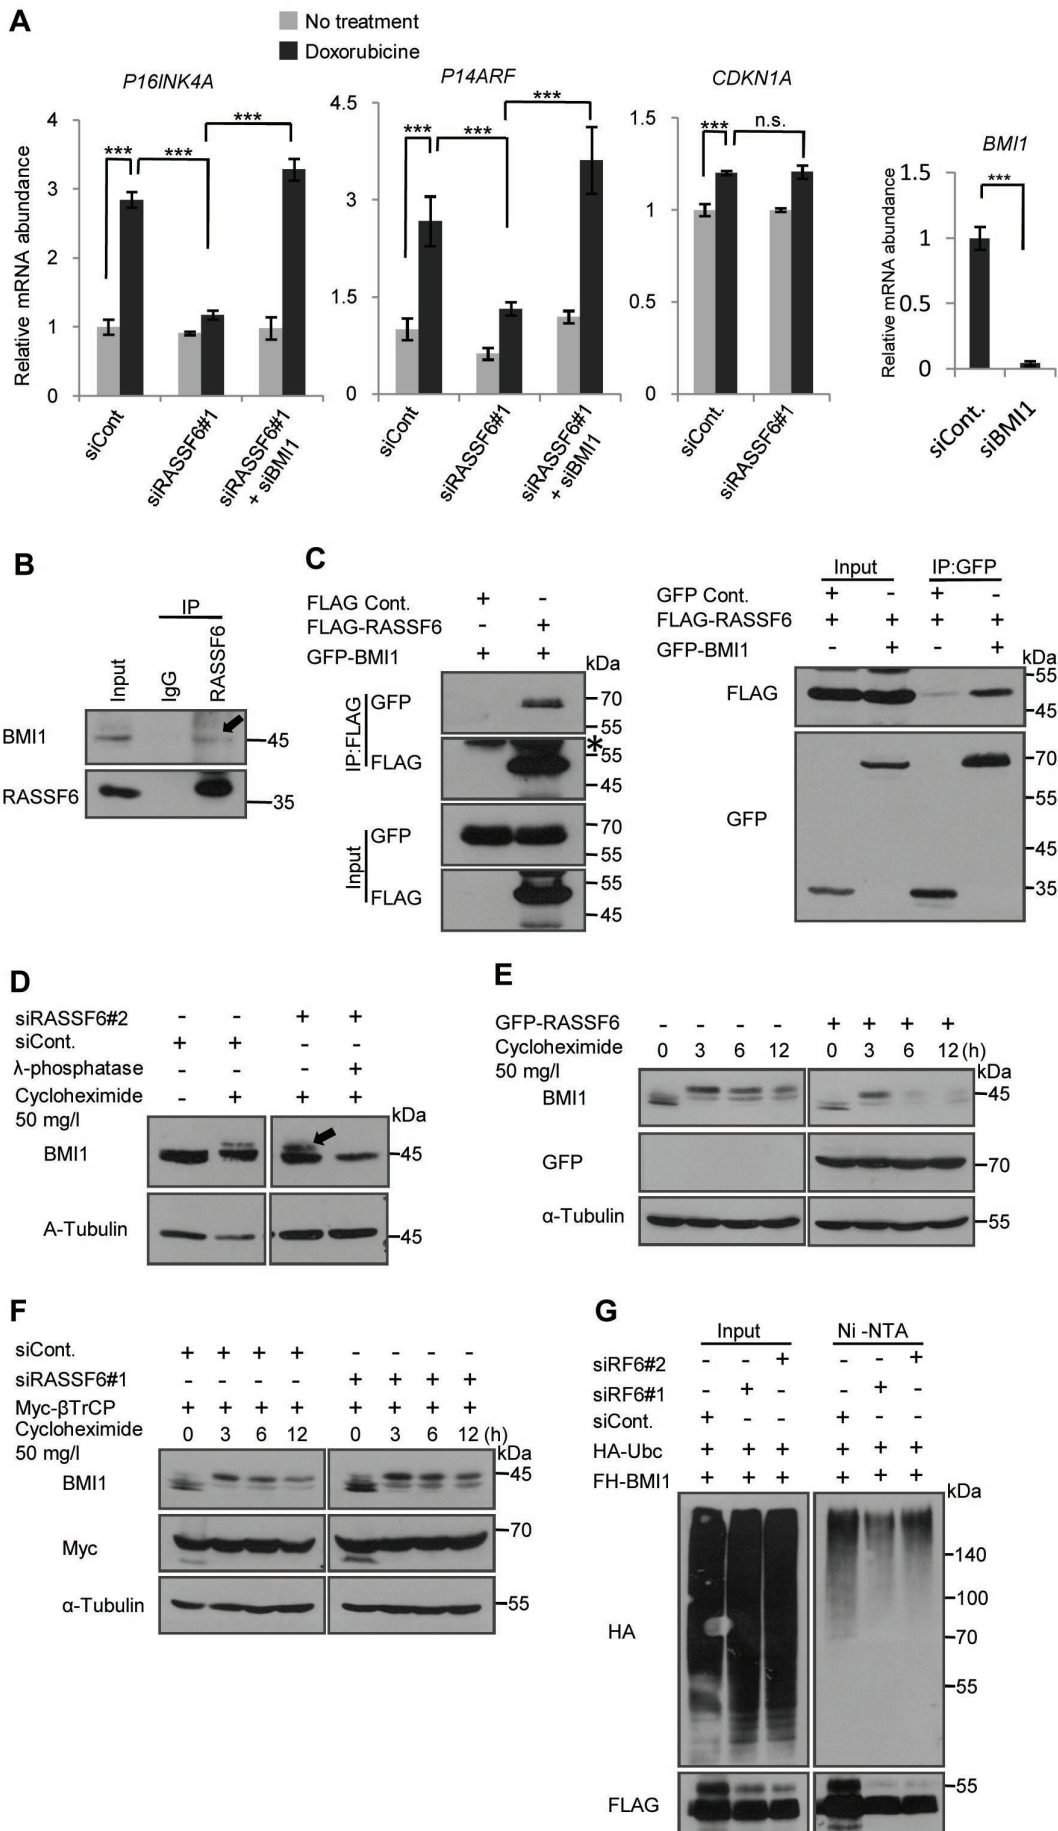 A
No treatment
Doxorubicine
P16INK4A
P14ARF
CDKN1A
BMI1
Relative mRNA abundance
4
3
2
1
0
***
***
***
siCont
siRASSF6#1
siRASSF6#1
+ siBMI1
4.5
3
1.5
0
***
***
***
siCont
siRASSF6#1
siRASSF6#1
+ siBMI1
1.5
1
0.5
0
***
n.s.
siCont.
siRASSF6#1
Relative mRNA abundance
1.5
1
0.5
0
***
siCont.
siBMI1
B
IP
Input
IgG
RASSF6
BMI1
45
RASSF6
35
C
FLAG Cont. + -
FLAG-RASSF6 - +
GFP-BMI1 + +
kDa
IP:FLAG
GFP
70
55
FLAG
*
55
45
Input
GFP
70
55
FLAG
55
45
Input IP:GFP
GFP Cont. + - + -
FLAG-RASSF6 + + + +
GFP-BMI1 - + - +
kDa
FLAG
55
45
GFP
70
55
45
35
D
siRASSF6#2 - - + +
siCont. + + - -
λ-phosphatase - - - +
Cycloheximide - + + +
50 mg/l
kDa
BMI1
45
A-Tubulin
45
E
GFP-RASSF6 - - - - + + + +
Cycloheximide 0 3 6 12 0 3 6 12 (h)
50 mg/l
kDa
BMI1
45
GFP
70
α-Tubulin
55
F
siCont. + + + + - - - -
siRASSF6#1 - - - - + + + +
Myc-βTrCP + + + + + + + +
Cycloheximide 0 3 6 12 0 3 6 12 (h)
50 mg/l
kDa
BMI1
45
Myc
70
α-Tubulin
55
G
Input Ni -NTA
siRF6#2 - - + - - +
siRF6#1 - + - - + -
siCont. + - - + - -
HA-Ubc + + + + + +
FH-BMI1 + + + + + +
kDa
HA
140
100
70
55
FLAG
55